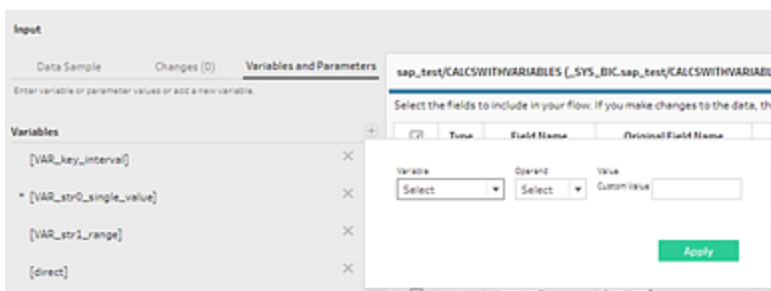 Input
Data Sample Changes (0) Variables and Parameters
Enter variable or parameter values or add a new variable.
Variables
[VAR_key_interval]
* [VAR_str0_single_value]
[VAR_str1_range]
[direct]
sap_test/CALCSWITHVARIABLES (_SYS_BIC.sap_test/CALCSWITHVARIABL
Select the fields to include in your flow. If you make changes to the data, th
Type Field Name Original Field Name
Variable Operand Value
Select Select Custom Value
Apply